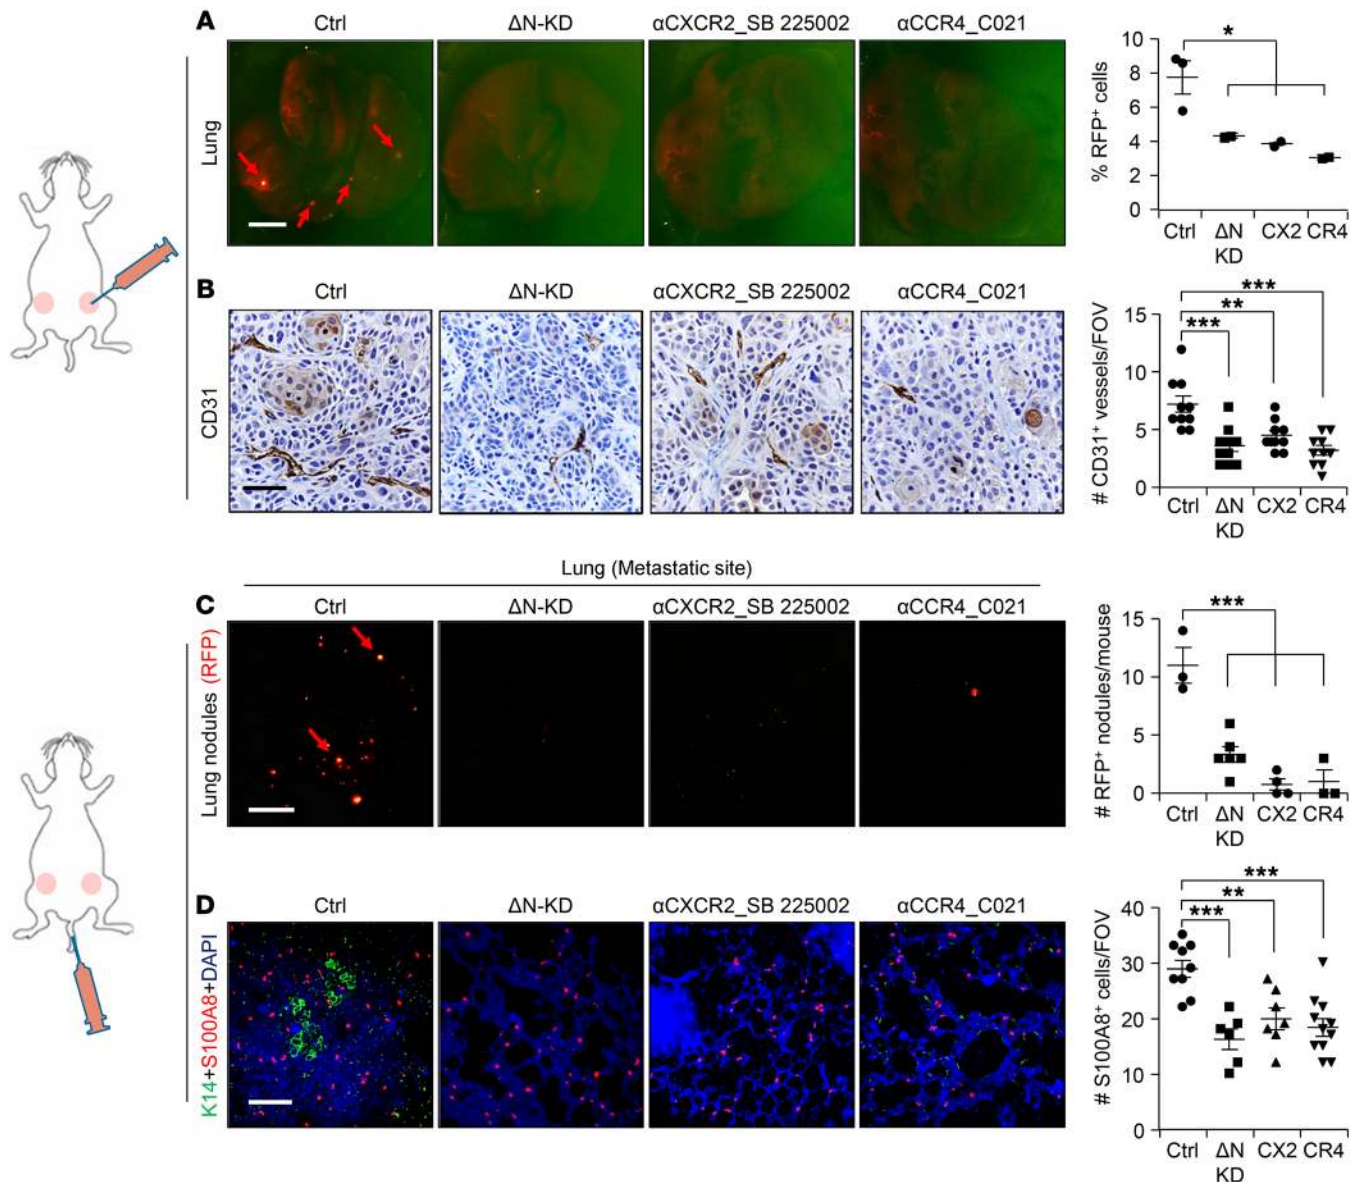 A
Ctrl
ΔN-KD
αCXCR2_SB 225002
αCCR4_C021
Lung
% RFP+ cells
10
8
6
4
2
0
*
Ctrl
ΔN
KD
CX2
CR4
B
Ctrl
ΔN-KD
αCXCR2_SB 225002
αCCR4_C021
CD31
# CD31+ vessels/FOV
15
10
5
0
***
**
***
Ctrl
ΔN
KD
CX2
CR4
Lung (Metastatic site)
C
Ctrl
ΔN-KD
αCXCR2_SB 225002
αCCR4_C021
Lung nodules (RFP)
# RFP+ nodules/mouse
15
10
5
0
***
Ctrl
ΔN
KD
CX2
CR4
D
Ctrl
ΔN-KD
αCXCR2_SB 225002
αCCR4_C021
K14+S100A8+DAPI
# S100A8+ cells/FOV
40
30
20
10
0
***
**
***
Ctrl
ΔN
KD
CX2
CR4